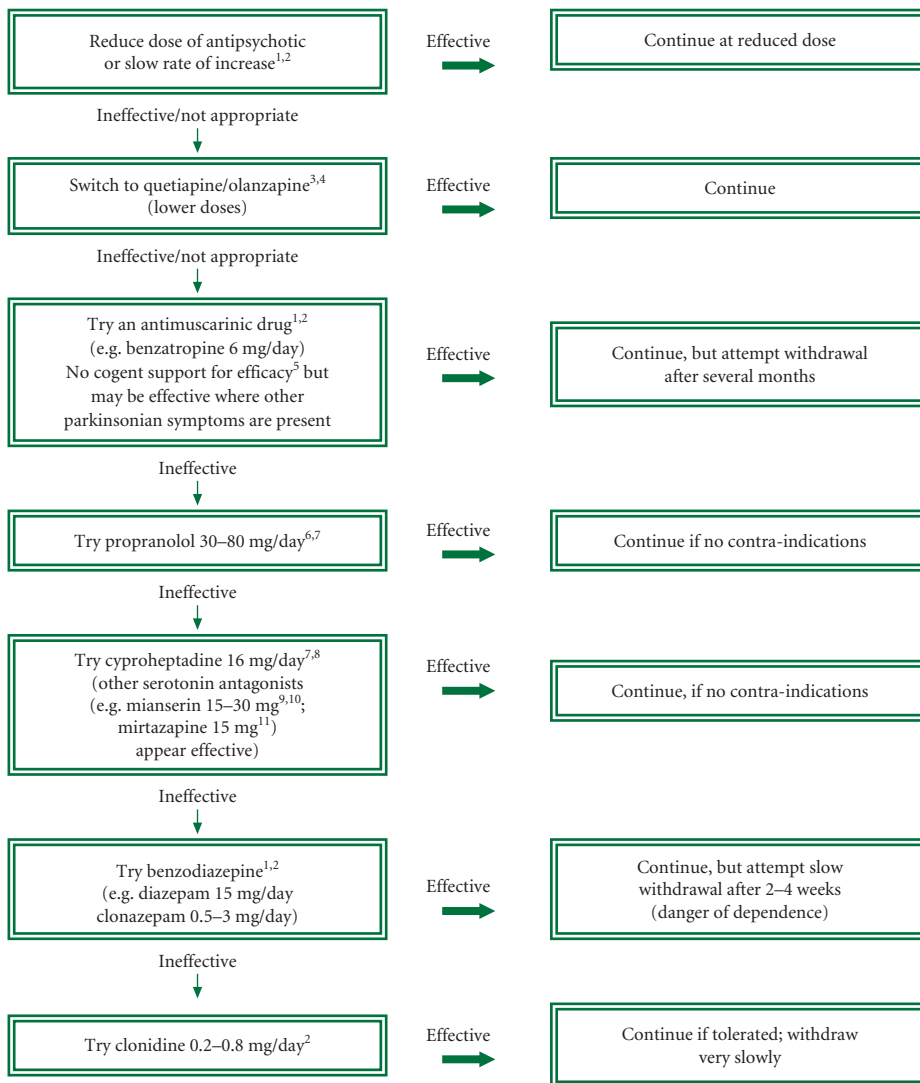 Reduce dose of antipsychotic
or slow rate of increase1,2
Effective
Continue at reduced dose
Ineffective/not appropriate
Switch to quetiapine/olanzapine3,4
(lower doses)
Effective
Continue
Ineffective/not appropriate
Try an antimuscarinic drug1,2
(e.g. benzatropine 6 mg/day)
No cogent support for efficacy5 but
may be effective where other
parkinsonian symptoms are present
Effective
Continue, but attempt withdrawal
after several months
Ineffective
Try propranolol 30–80 mg/day6,7
Effective
Continue if no contra-indications
Ineffective
Try cyproheptadine 16 mg/day7,8
(other serotonin antagonists
(e.g. mianserin 15–30 mg9,10;
mirtazapine 15 mg11)
appear effective)
Effective
Continue, if no contra-indications
Ineffective
Try benzodiazepine1,2
(e.g. diazepam 15 mg/day
clonazepam 0.5–3 mg/day)
Effective
Continue, but attempt slow
withdrawal after 2–4 weeks
(danger of dependence)
Ineffective
Try clonidine 0.2–0.8 mg/day2
Effective
Continue if tolerated; withdraw
very slowly